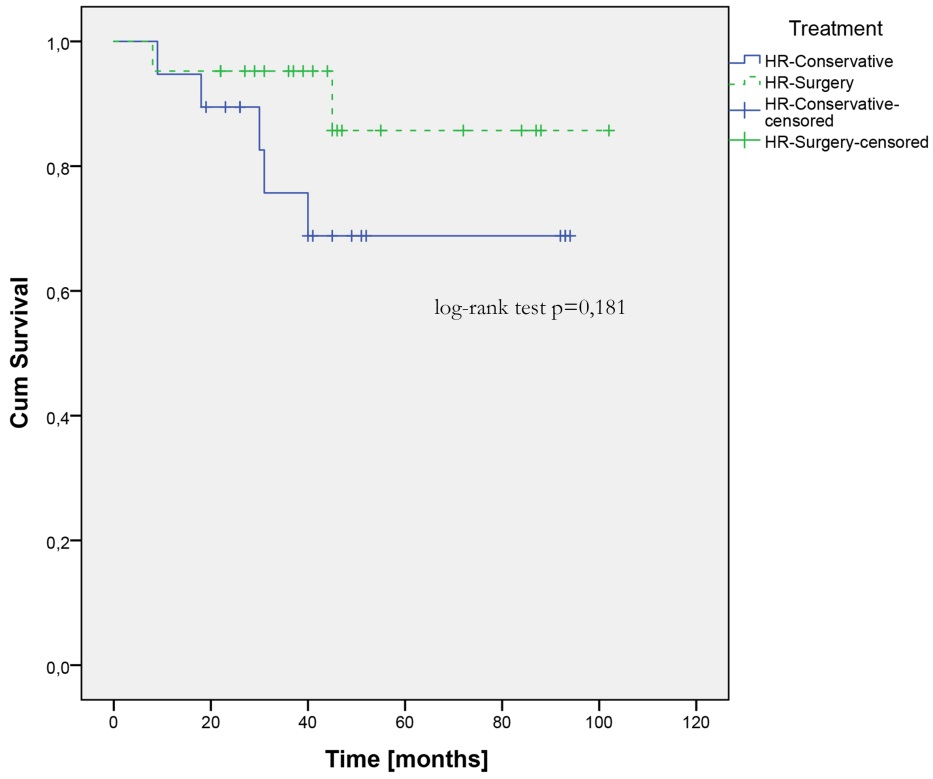 Treatment
HR-Conservative
HR-Surgery
HR-Conservative-
censored
HR-Surgery-censored
1,0
0,8
0,6
0,4
0,2
0,0
Cum Survival
log-rank test p=0,181
0 20 40 60 80 100 120
Time [months]